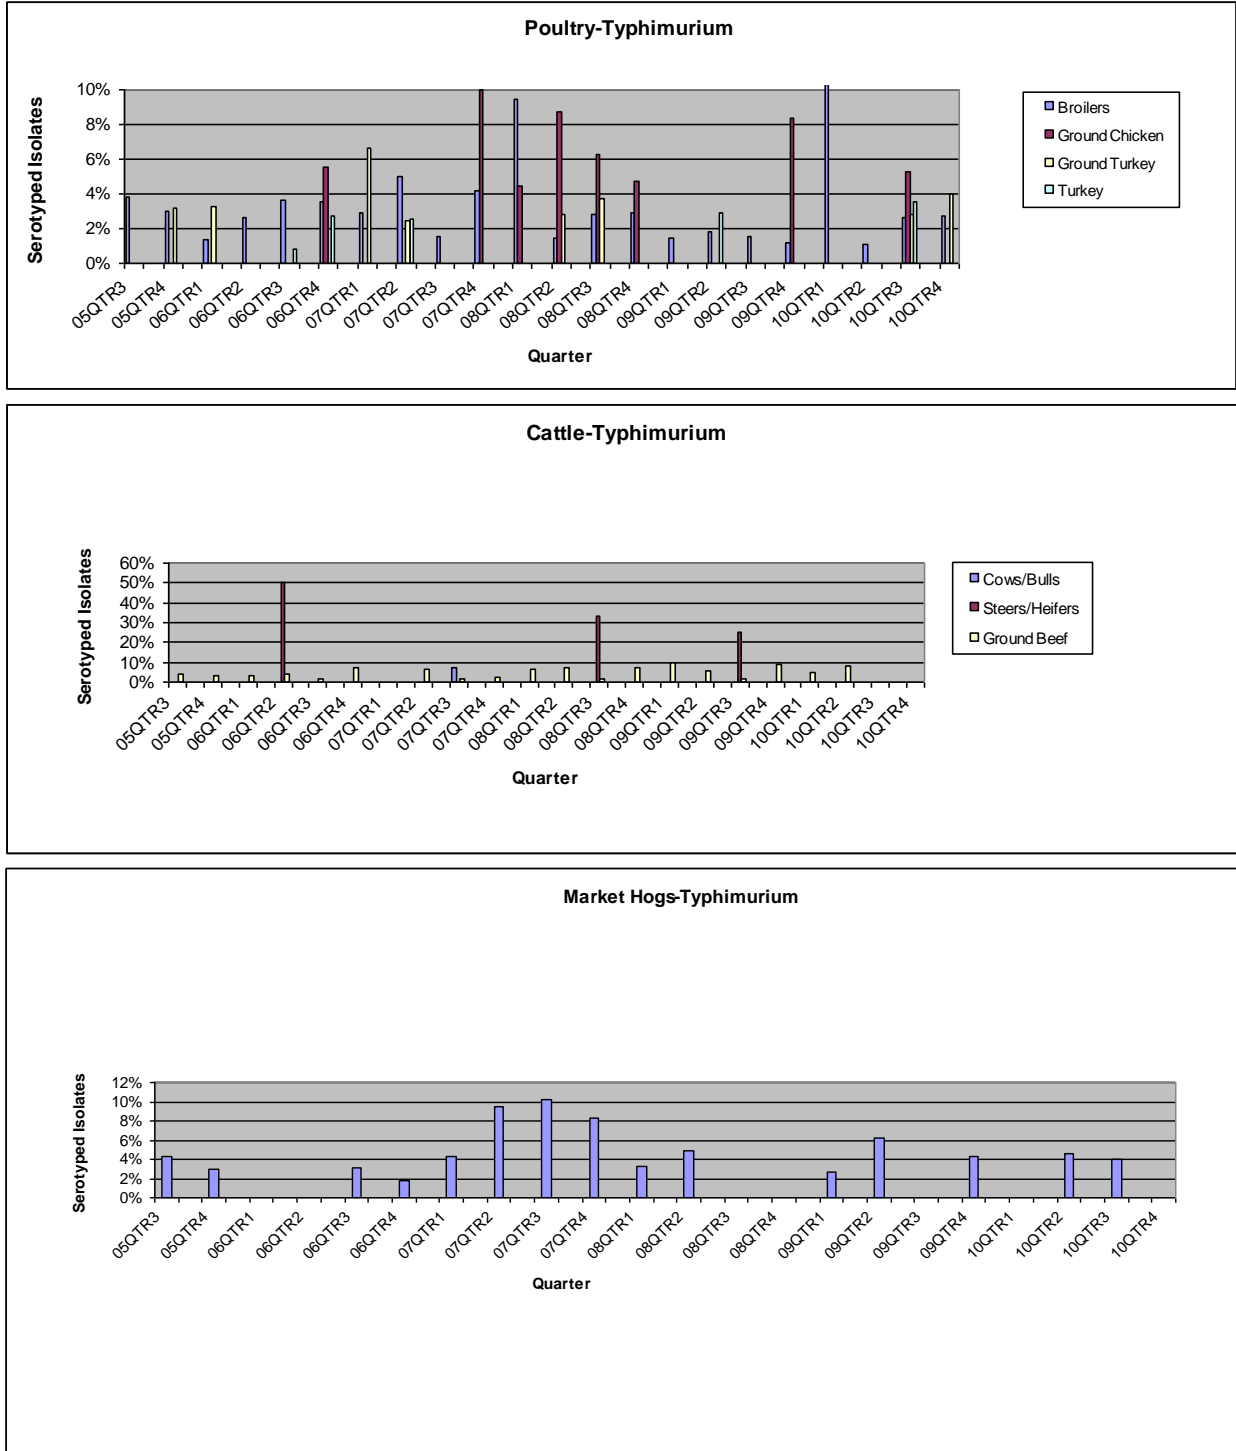 Poultry-Typhimurium
Serotyped Isolates
10%
8%
6%
4%
2%
0%
05QTR3
05QTR4
06QTR1
06QTR2
06QTR3
06QTR4
07QTR1
07QTR2
07QTR3
07QTR4
08QTR1
08QTR2
08QTR3
08QTR4
09QTR1
09QTR2
09QTR3
09QTR4
10QTR1
10QTR2
10QTR3
10QTR4
Quarter
Broilers
Ground Chicken
Ground Turkey
Turkey
Cattle-Typhimurium
Serotyped Isolates
60%
50%
40%
30%
20%
10%
0%
05QTR3
05QTR4
06QTR1
06QTR2
06QTR3
06QTR4
07QTR1
07QTR2
07QTR3
07QTR4
08QTR1
08QTR2
08QTR3
08QTR4
09QTR1
09QTR2
09QTR3
09QTR4
10QTR1
10QTR2
10QTR3
10QTR4
Quarter
Cows/Bulls
Steers/Heifers
Ground Beef
Market Hogs-Typhimurium
Serotyped Isolates
12%
10%
8%
6%
4%
2%
0%
05QTR3
05QTR4
06QTR1
06QTR2
06QTR3
06QTR4
07QTR1
07QTR2
07QTR3
07QTR4
08QTR1
08QTR2
08QTR3
08QTR4
09QTR1
09QTR2
09QTR3
09QTR4
10QTR1
10QTR2
10QTR3
10QTR4
Quarter